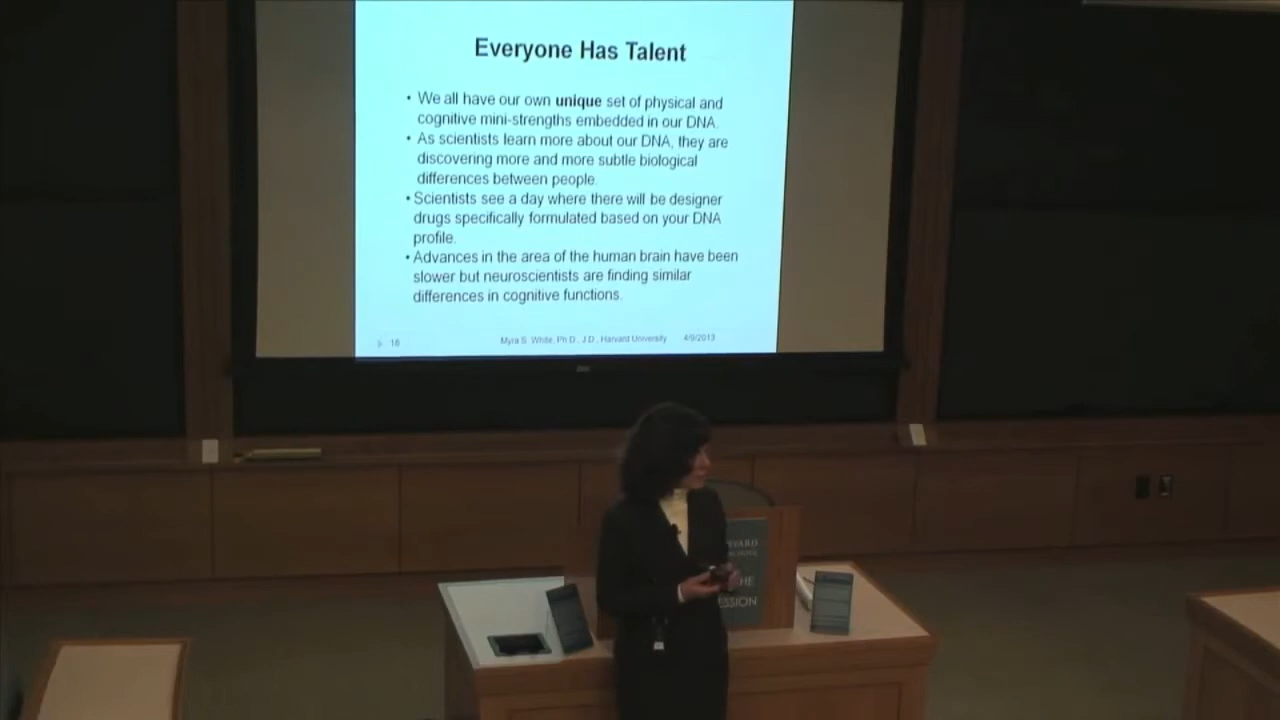 Everyone Has Talent
• We all have our own unique set of physical and
cognitive mini-strengths embedded in our DNA.
• As scientists learn more about our DNA, they are
discovering more and more subtle biological
differences between people.
• Scientists see a day where there will be designer
drugs specifically formulated based on your DNA
profile.
• Advances in the area of the human brain have been
slower but neuroscientists are finding similar
differences in cognitive functions.
16 Myra S. White, Ph.D., J.D., Harvard University 4/9/2013
HE
ESSION